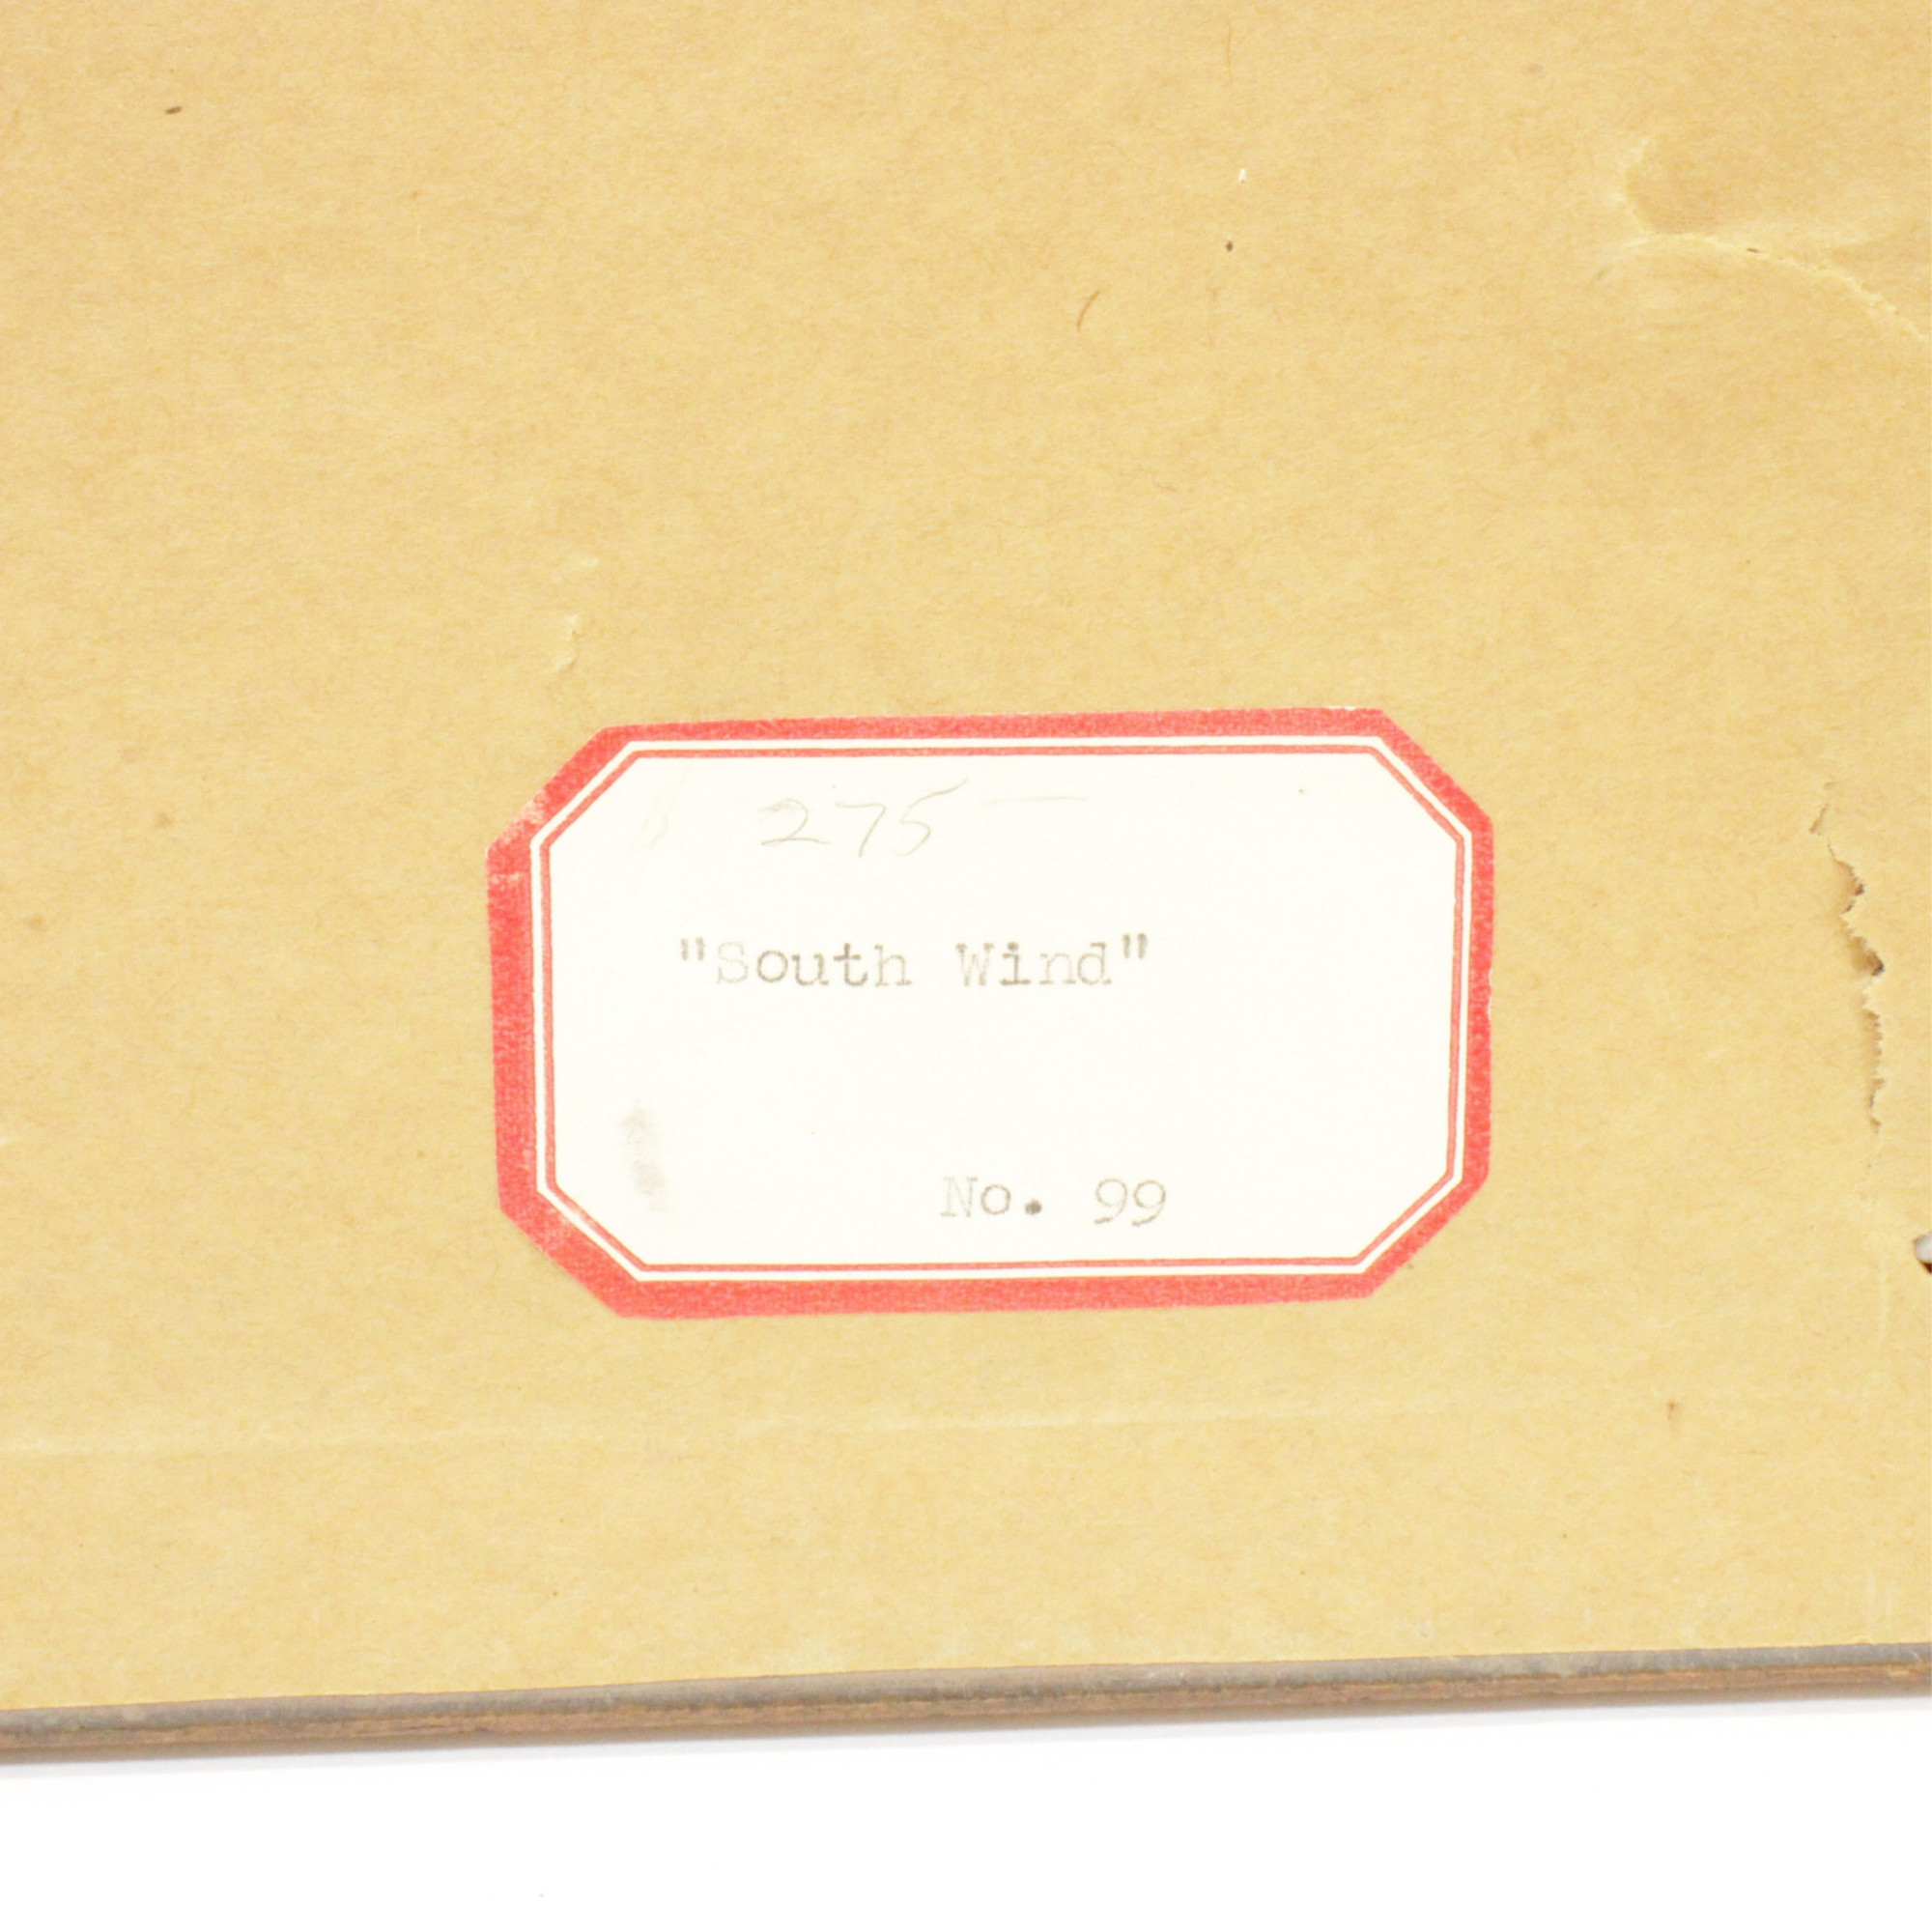 275 —
"South Wind"
No. 99